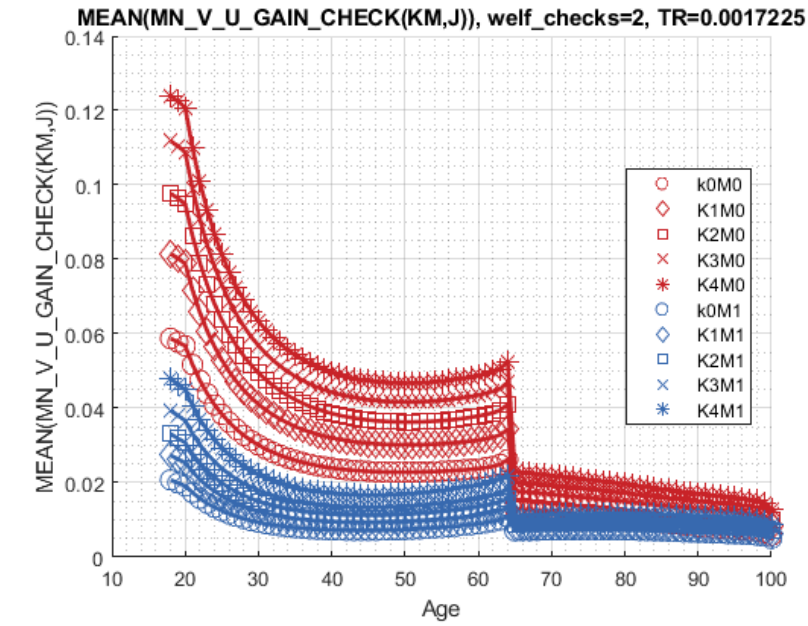 MEAN(MN_V_U_GAIN_CHECK(KM,J)), welf_checks=2, TR=0.0017225
MEAN(MN_V_U_GAIN_CHECK(KM,J))
0.14
0.12
0.1
0.08
0.06
0.04
0.02
0
10
20
30
40
50
60
70
80
90
100
Age
k0M0
K1M0
K2M0
K3M0
K4M0
k0M1
K1M1
K2M1
K3M1
K4M1